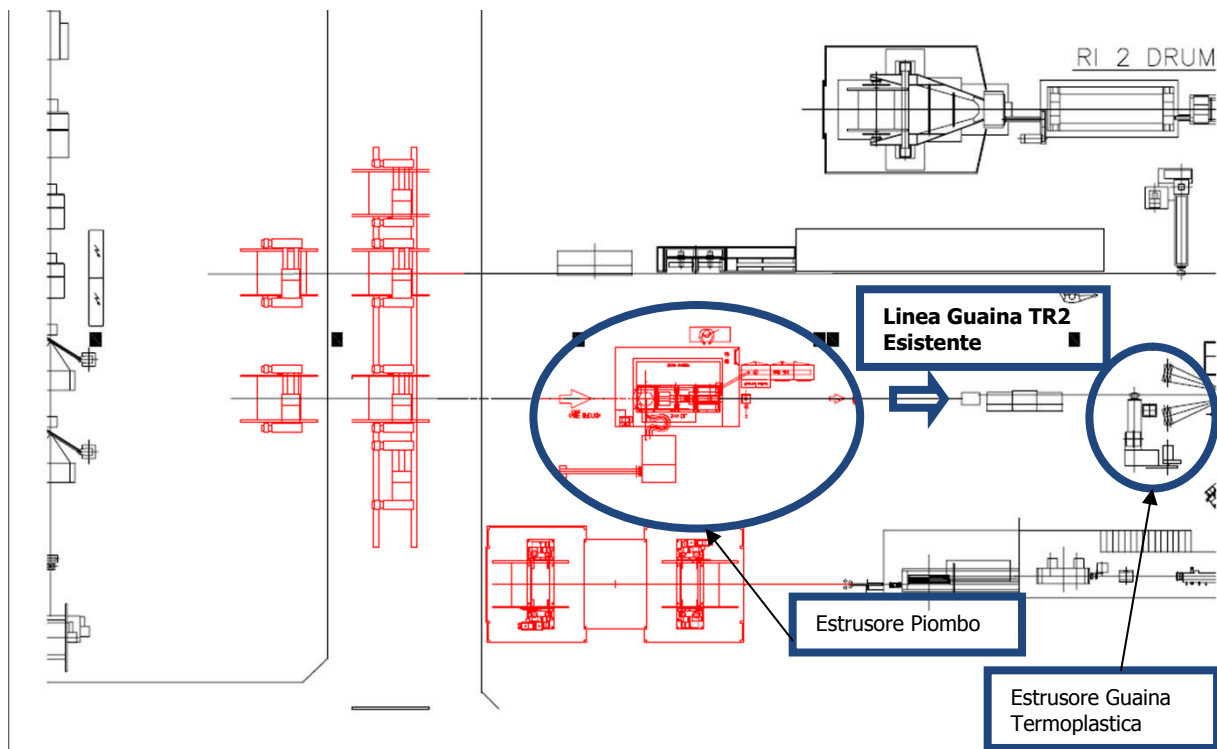 RI 2 DRUM
Linea Guaina TR2
Esistente
Estrusore Piombo
Estrusore Guaina
Termoplastica